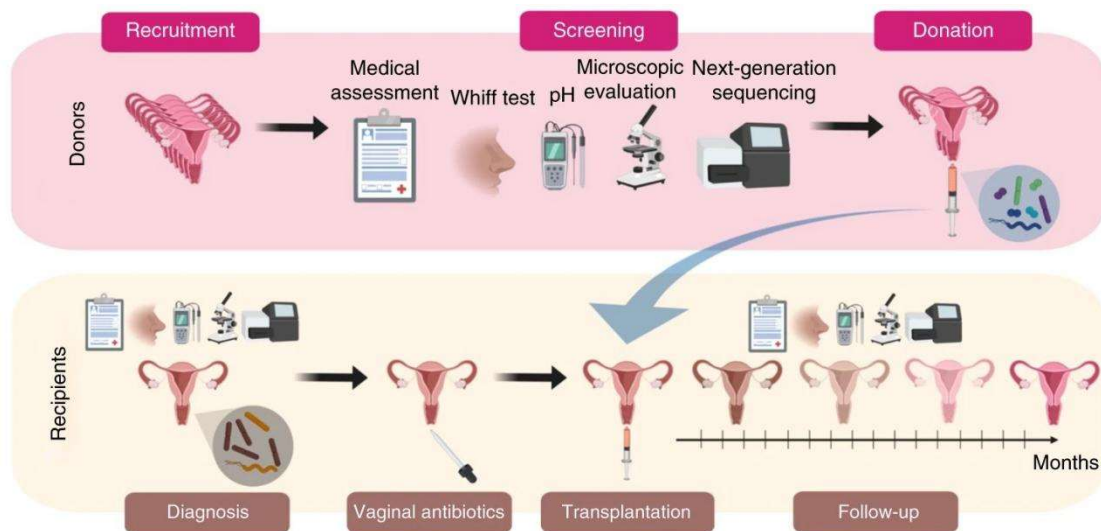 Recruitment
Screening
Donation
Donors
Medical
assessment
Whiff test
pH
Microscopic
evaluation
Next-generation
sequencing
Recipients
Months
Diagnosis
Vaginal antibiotics
Transplantation
Follow-up